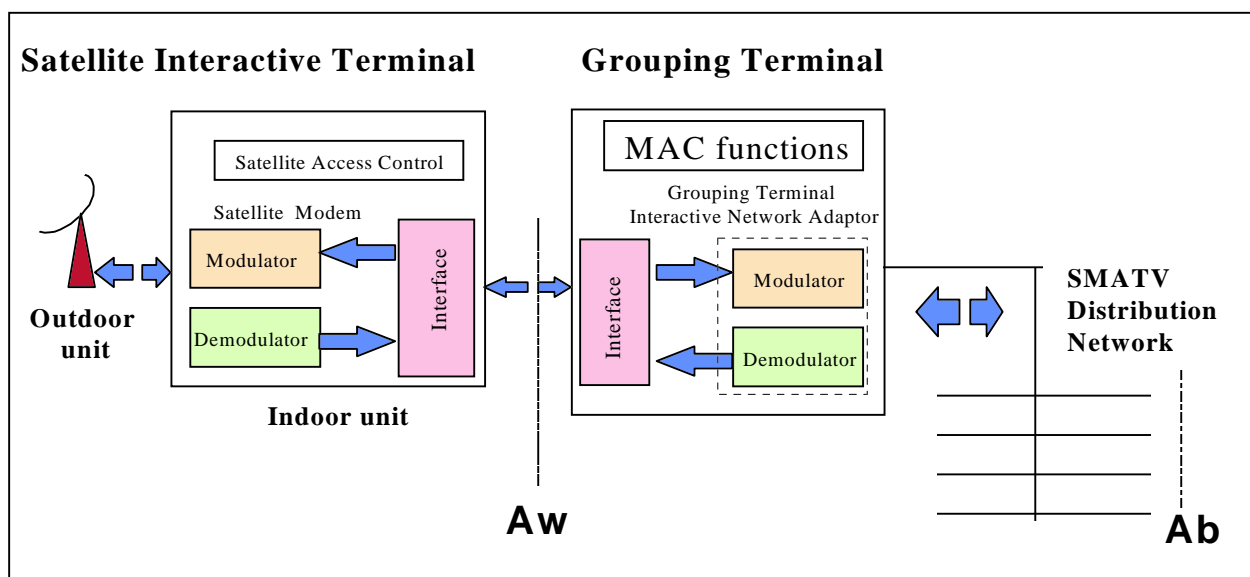 Satellite Interactive Terminal
Grouping Terminal
Satellite Access Control
Satellite Modem
Modulator
Demodulator
Interface
Outdoor
unit
Indoor unit
Aw
MAC functions
Grouping Terminal
Interactive Network Adaptor
Interface
Modulator
Demodulator
SMATV
Distribution
Network
Ab